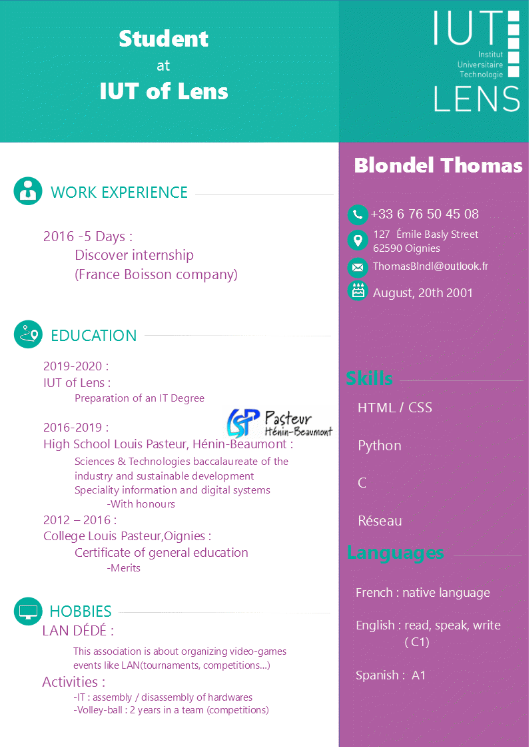 Student
at
IUT of Lens
IUT
Institut
Universitaire
Technologie
LENS
Blondel Thomas
+33 6 76 50 45 08
127 Émile Basly Street
62590 Oignies
ThomasBlndl@outlook.fr
August, 20th 2001
WORK EXPERIENCE
2016 -5 Days :
Discover internship
(France Boisson company)
EDUCATION
2019-2020 :
IUT of Lens :
Preparation of an IT Degree
Pasteur
Hénin-Beaumont
2016-2019 :
High School Louis Pasteur, Hénin-Beaumont :
Sciences & Technologies baccalaureate of the
industry and sustainable development
Speciality information and digital systems
-With honours
2012 – 2016 :
College Louis Pasteur,Oignies :
Certificate of general education
-Merits
HOBBIES
LAN DÉDÉ :
This association is about organizing video-games
events like LAN(tournaments, competitions...)
Activities :
-IT : assembly / disassembly of hardwares
-Volley-ball : 2 years in a team (competitions)
Skills
HTML / CSS
Python
C
Réseau
Languages
French : native language
English : read, speak, write
( C1)
Spanish : A1